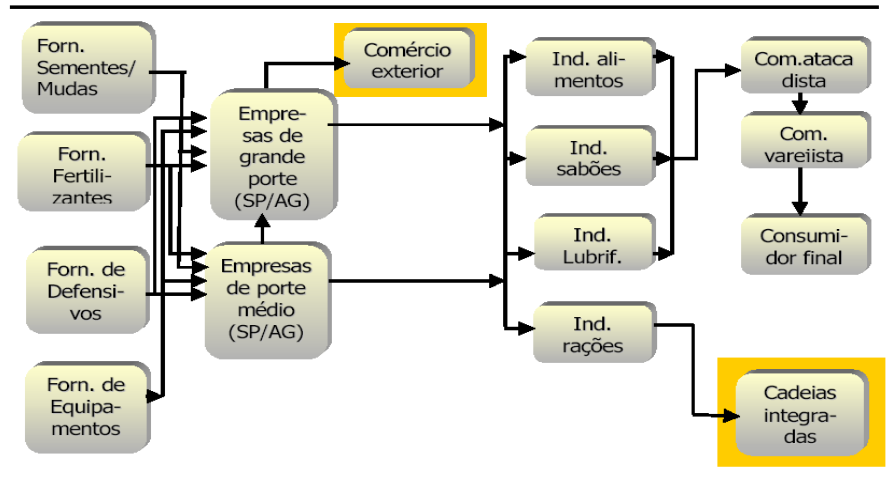 Forn.
Sementes/
Mudas
Forn.
Fertili-
zantes
Forn. de
Defensi-
vos
Forn. de
Equipa-
mentos
Comércio
exterior
Empre-
sas de
grande
porte
(SP/AG)
Empresas
de porte
médio
(SP/AG)
Ind. ali-
mentos
Ind.
sabões
Ind.
Lubrif.
Ind.
rações
Com.ataca
dista
Com.
vareiista
Consumi-
dor final
Cadeias
integra-
das